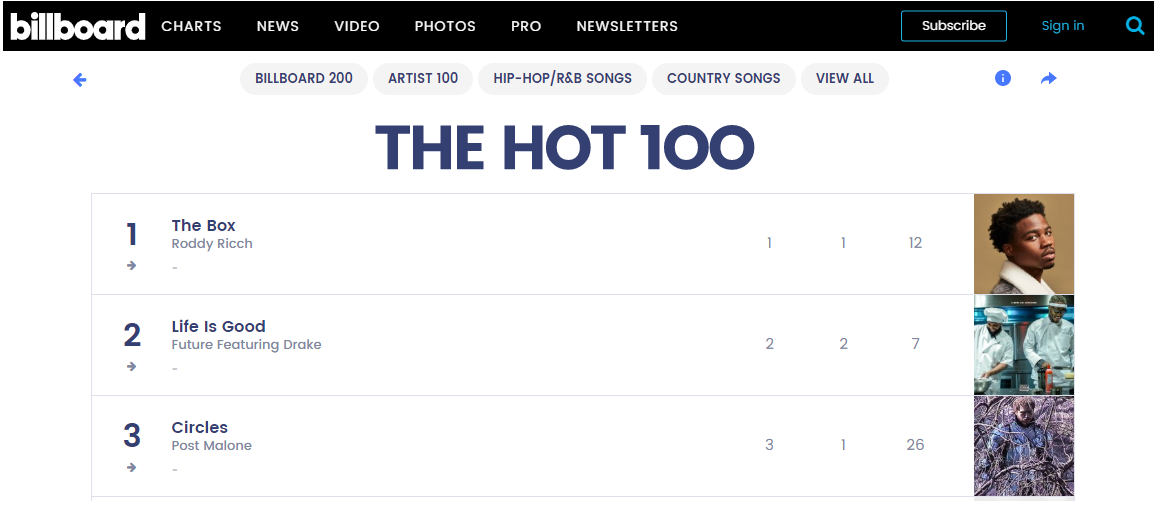 billboard CHARTS NEWS VIDEO PHOTOS PRO NEWSLETTERS Subscribe Sign in
BILLBOARD 200 ARTIST 100 HIP-HOP/R&B SONGS COUNTRY SONGS VIEW ALL
THE HOT 100
1 The Box
Roddy Ricch
1 1 12
-
2 Life Is Good
Future Featuring Drake
2 2 7
-
3 Circles
Post Malone
3 1 26
-